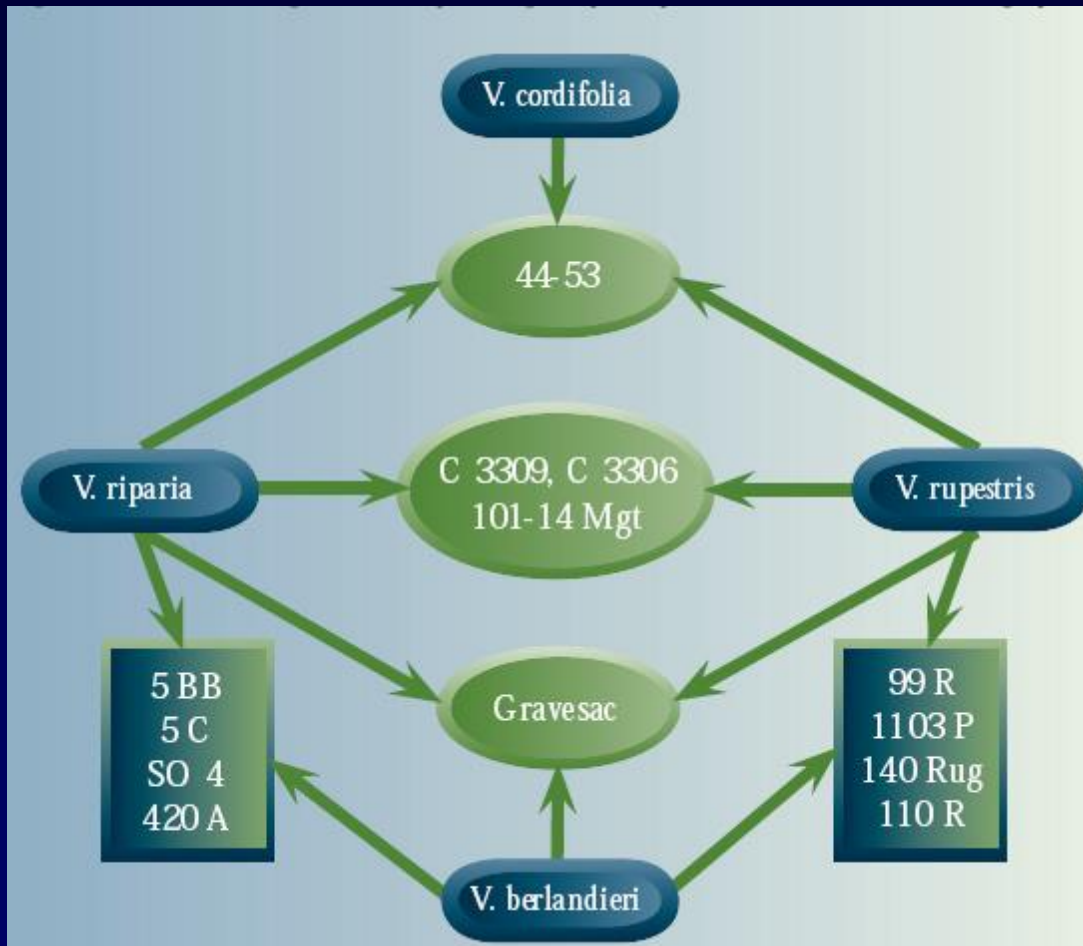 V. cordifolia
44-53
V. riparia
C 3309, C 3306
101-14 Mgt
V. rupestris
5 BB
5 C
SO 4
420 A
Gravesac
99 R
1103 P
140 Rug
110 R
V. berlandieri